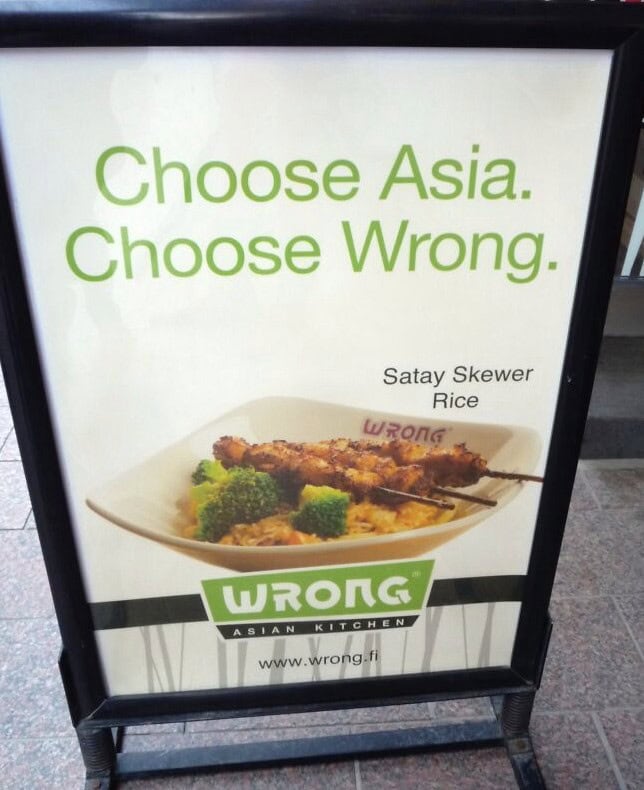 Choose Asia.
Choose Wrong.
Satay Skewer
Rice
WRONG
WRONG®
ASIAN KITCHEN
www.wrong.fi